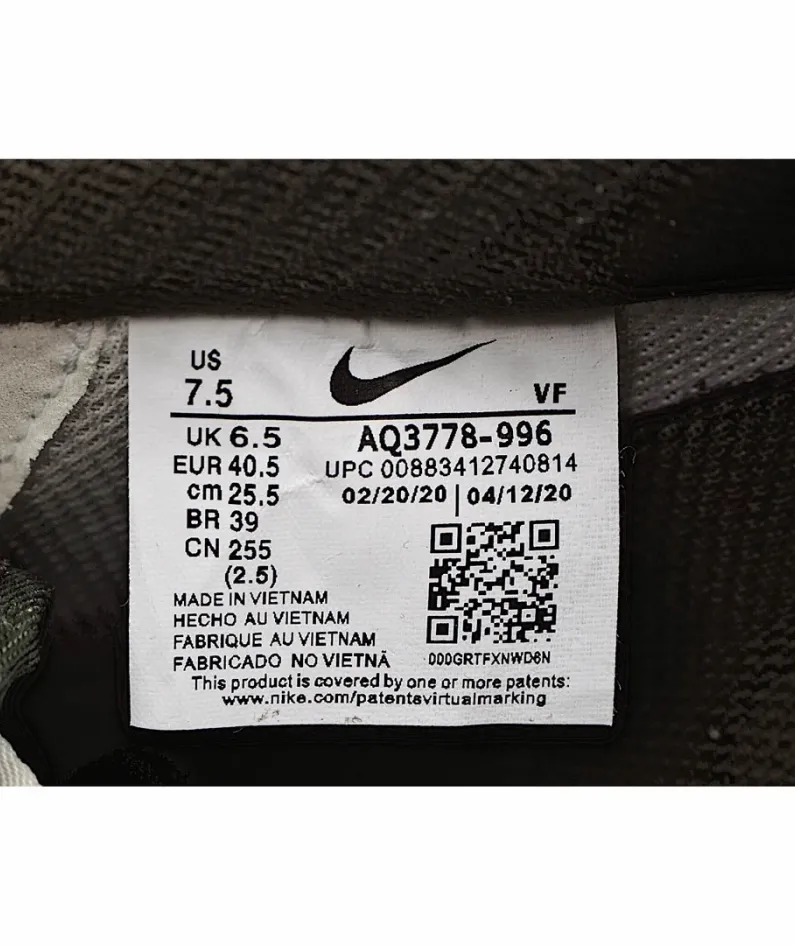 US
7.5
VF
UK 6.5
AQ3778-996
EUR 40.5
UPC 00883412740814
cm 25.5
02/20/20 | 04/12/20
BR 39
CN 255
(2.5)
MADE IN VIETNAM
HECHO AU VIETNAM
FABRIQUE AU VIETNAM
FABRICADO NO VIETNÃ
000GRTFXNWD6N
This product is covered by one or more patents:
www.nike.com/patentsvirtualmarking